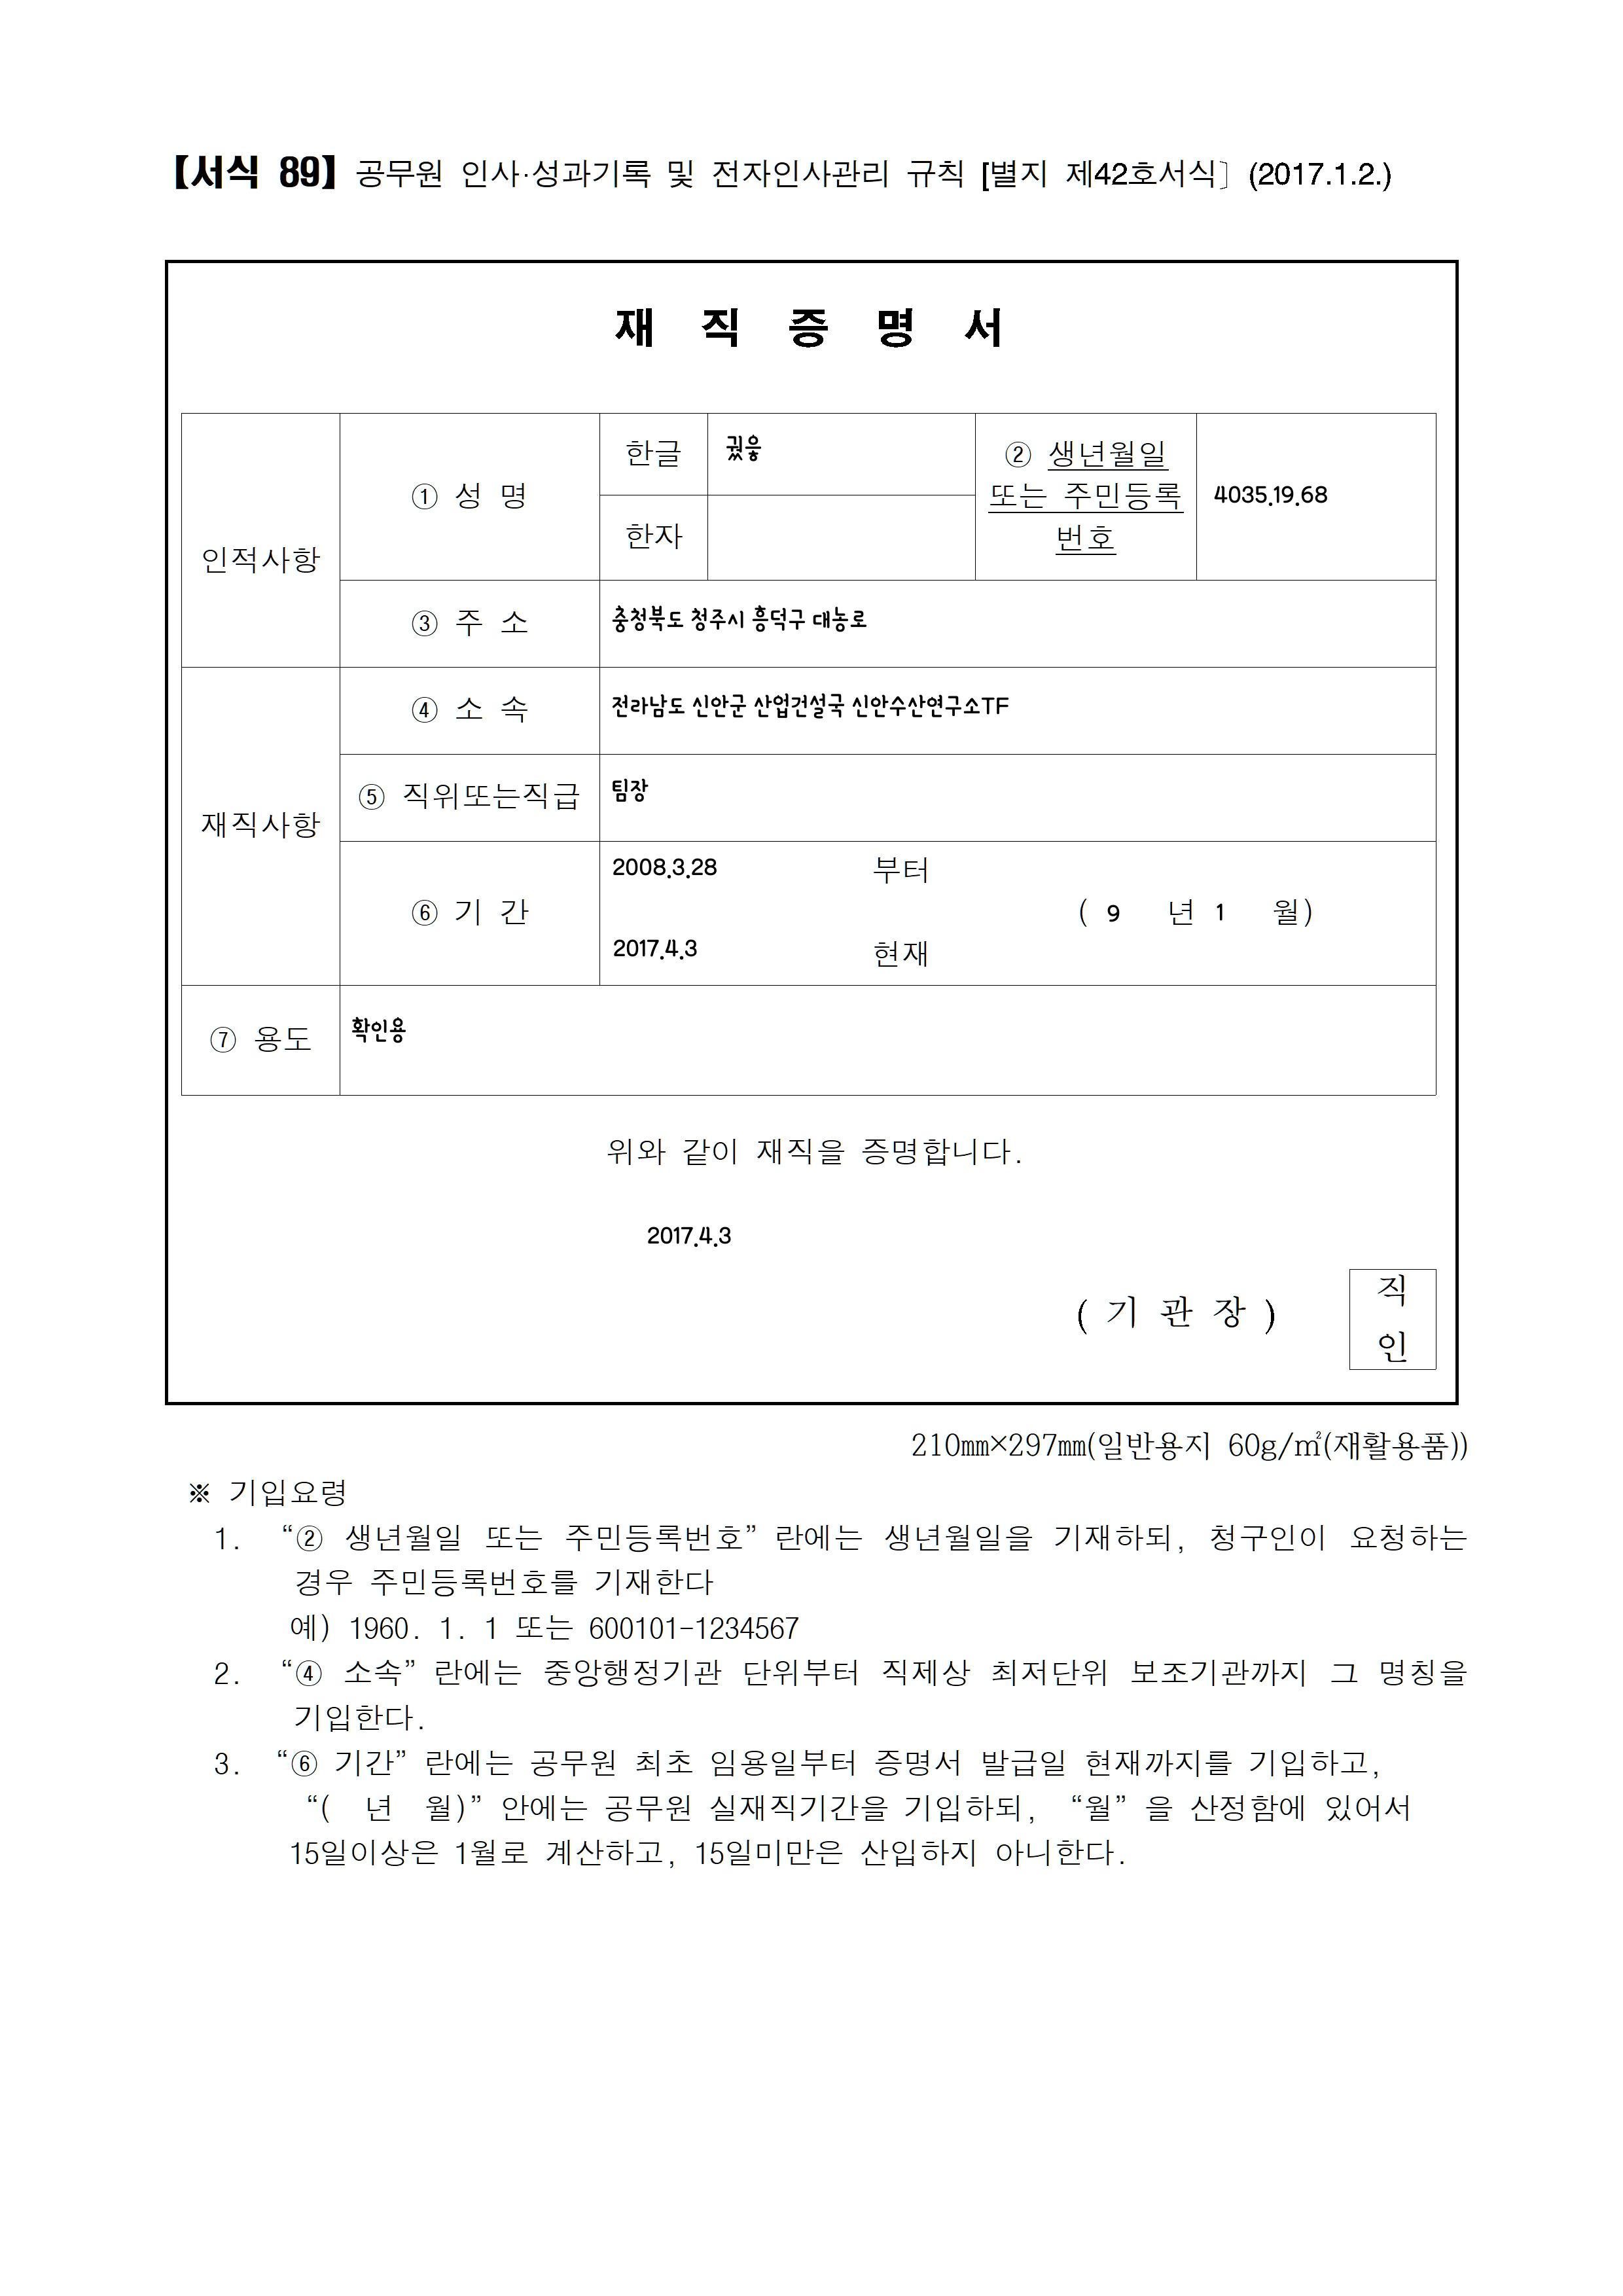 【서식 89】 공무원 인사·성과기록 및 전자인사관리 규칙 [별지 제42호서식〕 (2017.1.2.)
재 직 증 명 서
인적사항
① 성 명
한글
한자
② 생년월일
또는 주민등록
번호
4035.19.68
③ 주 소
충청북도 청주시 흥덕구 대농로
재직사항
④ 소 속
전라남도 신안군 산업건설국 신안수산연구소TF
⑤ 직위또는직급
팀장
⑥ 기 간
2008.3.28 부터
( 9 년 1 월)
2017.4.3 현재
⑦ 용도
확인용
위와 같이 재직을 증명합니다.
2017.4.3
( 기 관 장 )
직
인
210㎜×297㎜(일반용지 60g/㎡(재활용품))
※ 기입요령
1. “② 생년월일 또는 주민등록번호” 란에는 생년월일을 기재하되, 청구인이 요청하는
경우 주민등록번호를 기재한다
예) 1960. 1. 1 또는 600101-1234567
2. “④ 소속” 란에는 중앙행정기관 단위부터 직제상 최저단위 보조기관까지 그 명칭을
기입한다.
3. “⑥ 기간” 란에는 공무원 최초 임용일부터 증명서 발급일 현재까지를 기입하고,
“( 년 월)” 안에는 공무원 실재직기간을 기입하되, “월” 을 산정함에 있어서
15일이상은 1월로 계산하고, 15일미만은 산입하지 아니한다.